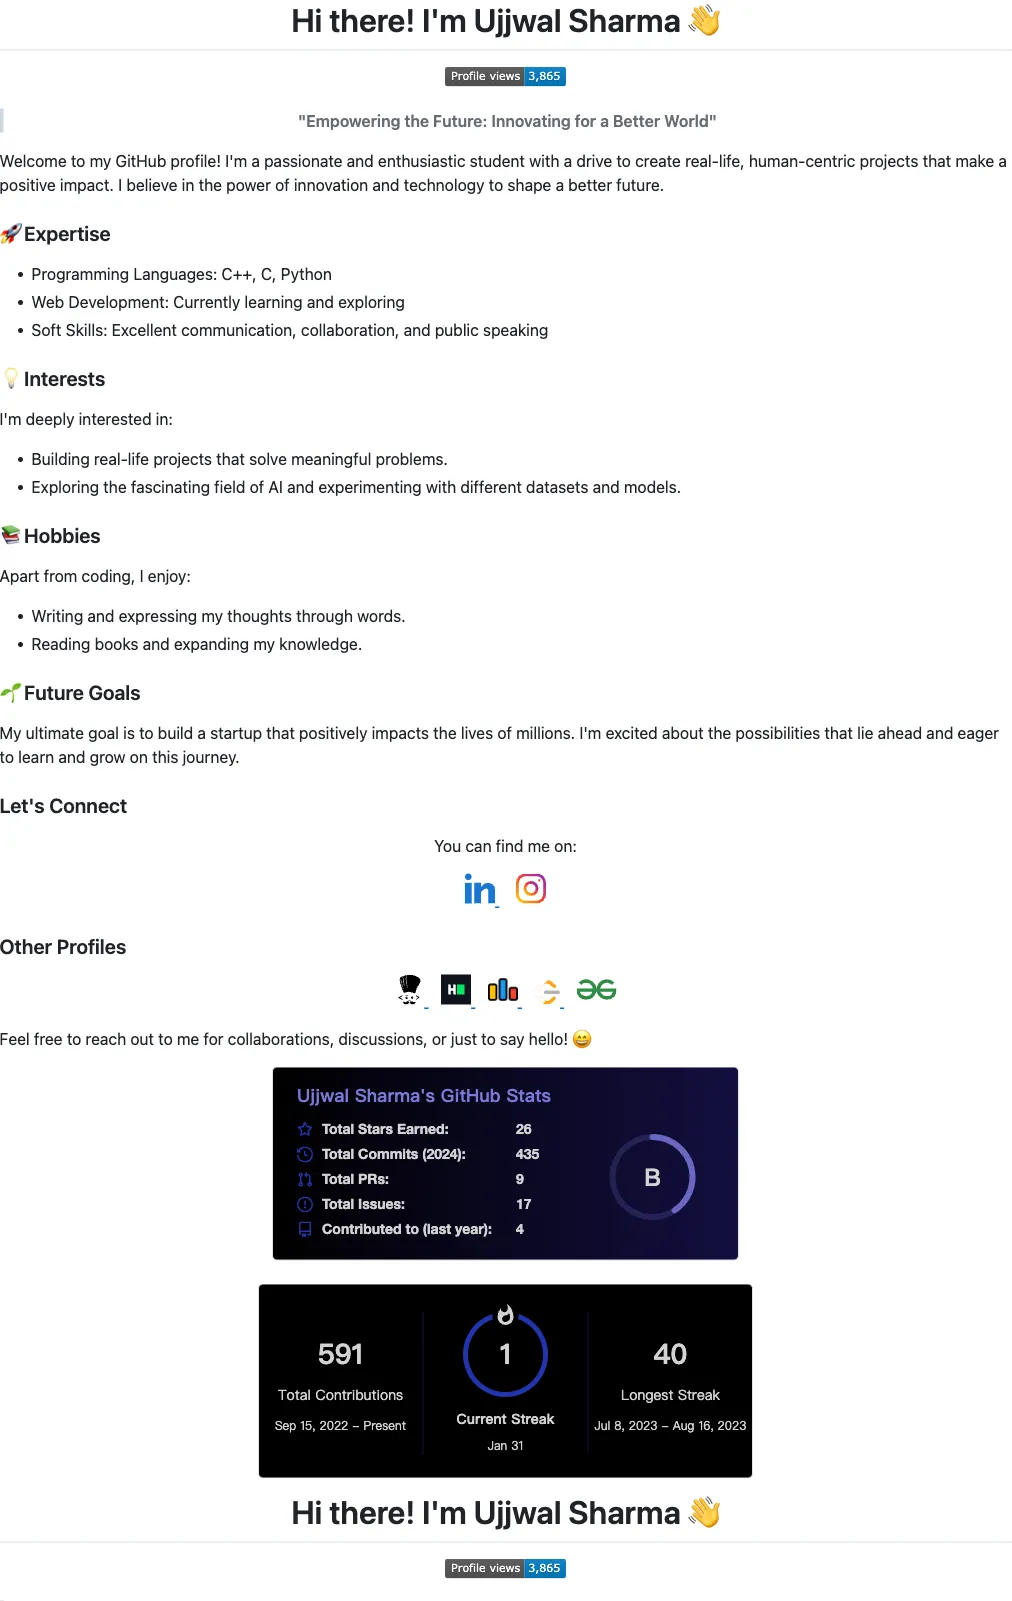 Hi there! I'm Ujjwal Sharma 👋
Profile views 3,865
"Empowering the Future: Innovating for a Better World"
Welcome to my GitHub profile! I'm a passionate and enthusiastic student with a drive to create real-life, human-centric projects that make a
positive impact. I believe in the power of innovation and technology to shape a better future.
🚀Expertise
• Programming Languages: C++, C, Python
• Web Development: Currently learning and exploring
• Soft Skills: Excellent communication, collaboration, and public speaking
💡Interests
I'm deeply interested in:
• Building real-life projects that solve meaningful problems.
• Exploring the fascinating field of AI and experimenting with different datasets and models.
📚Hobbies
Apart from coding, I enjoy:
• Writing and expressing my thoughts through words.
• Reading books and expanding my knowledge.
🌱Future Goals
My ultimate goal is to build a startup that positively impacts the lives of millions. I'm excited about the possibilities that lie ahead and eager
to learn and grow on this journey.
Let's Connect
You can find me on:
in
Other Profiles
H
Feel free to reach out to me for collaborations, discussions, or just to say hello! 😄
Ujjwal Sharma's GitHub Stats
Total Stars Earned: 26
Total Commits (2024): 435
Total PRs: 9
Total Issues: 17
Contributed to (last year): 4
B
591
Total Contributions
Sep 15, 2022 – Present
1
Current Streak
Jan 31
40
Longest Streak
Jul 8, 2023 – Aug 16, 2023
Hi there! I'm Ujjwal Sharma 👋
Profile views 3,865